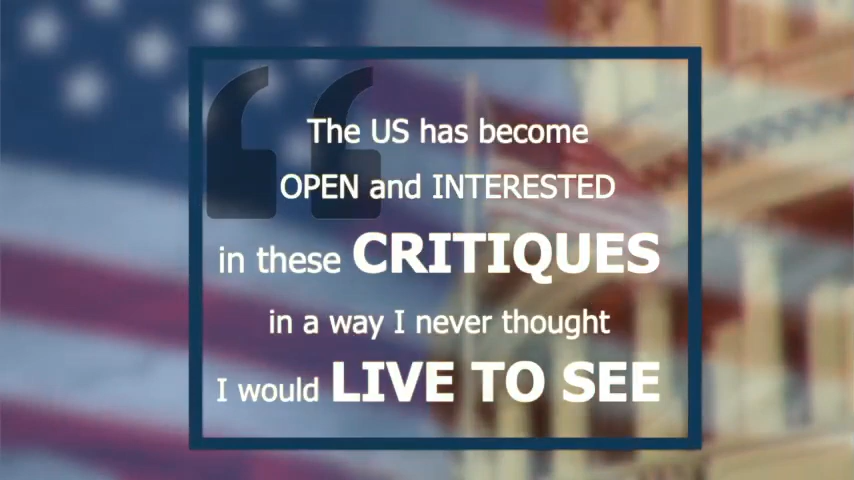 The US has become
OPEN and INTERESTED
in these CRITIQUES
in a way I never thought
I would LIVE TO SEE